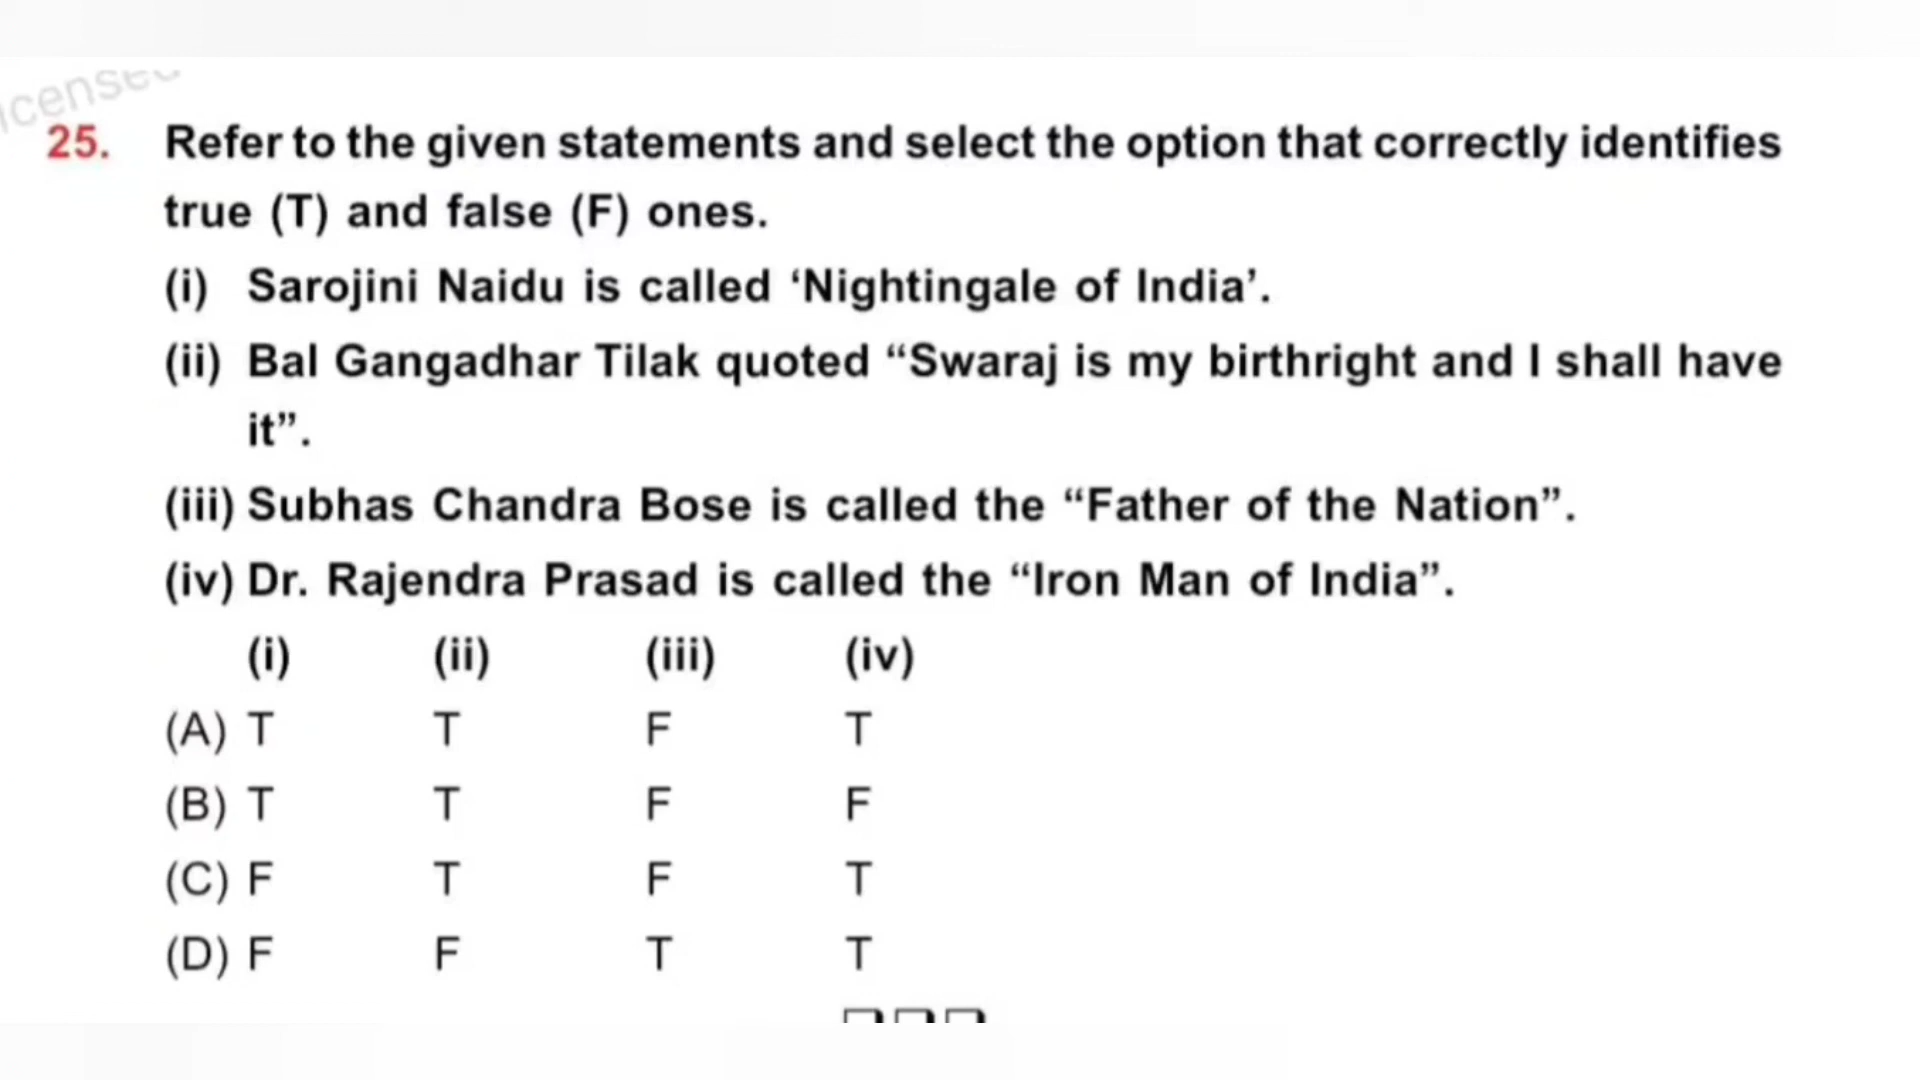 25. Refer to the given statements and select the option that correctly identifies
true (T) and false (F) ones.
(i) Sarojini Naidu is called ‘Nightingale of India’.
(ii) Bal Gangadhar Tilak quoted “Swaraj is my birthright and I shall have
it”.
(iii) Subhas Chandra Bose is called the “Father of the Nation”.
(iv) Dr. Rajendra Prasad is called the “Iron Man of India”.
(i) (ii) (iii) (iv)
(A) T T F T
(B) T T F F
(C) F T F T
(D) F F T T